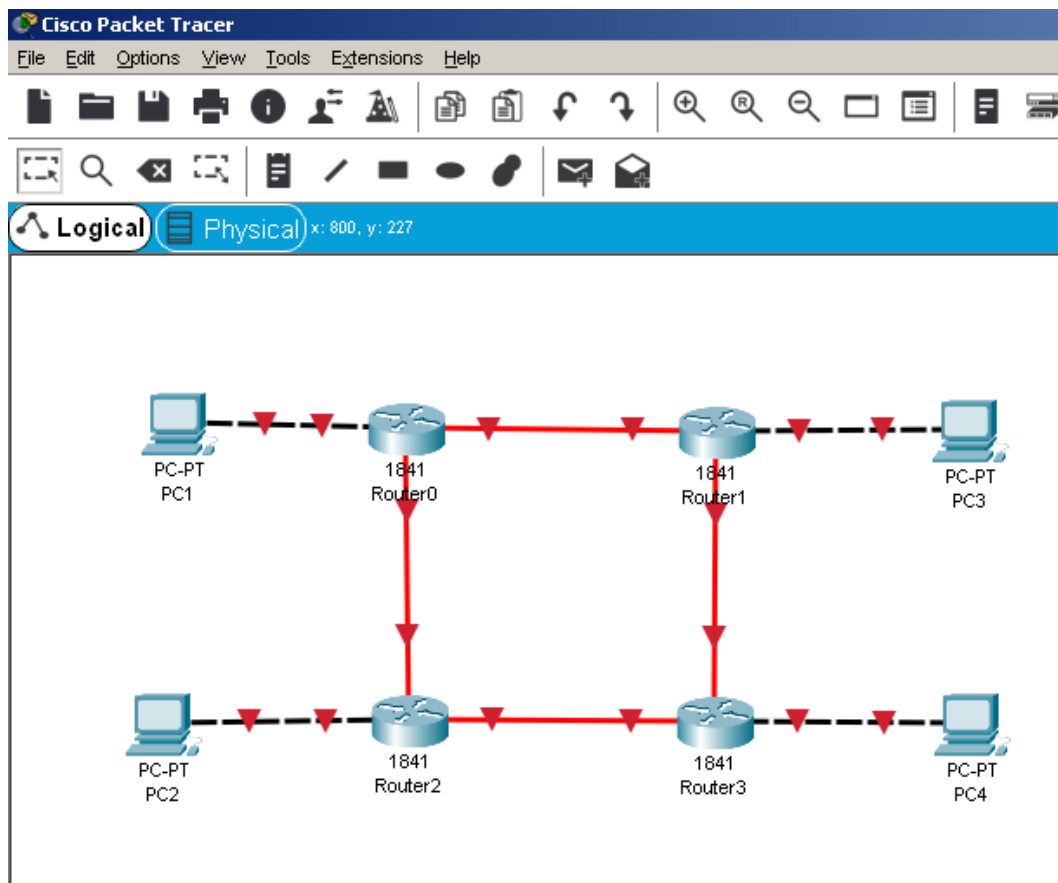 Cisco Packet Tracer
File Edit Options View Tools Extensions Help
Logical Physical x: 800, y: 227
PC-PT
PC1
1841
Router0
1841
Router1
PC-PT
PC3
PC-PT
PC2
1841
Router2
1841
Router3
PC-PT
PC4